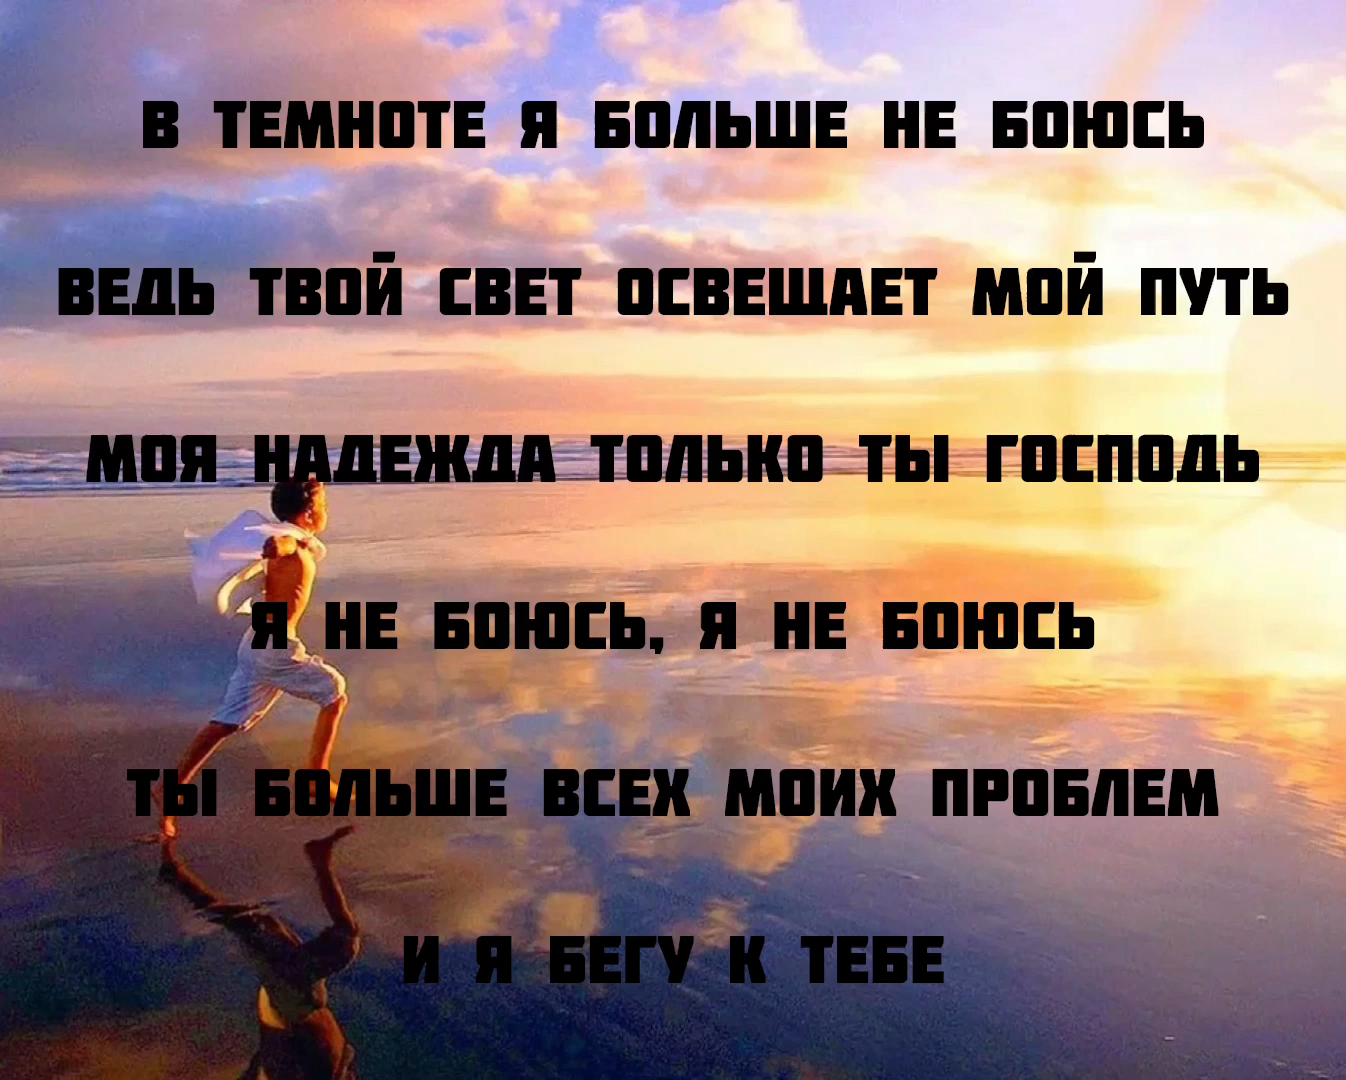 В ТЕМНОТЕ Я БОЛЬШЕ НЕ БОЮСЬ
ВЕДЬ ТВОЙ СВЕТ ОСВЕЩАЕТ МОЙ ПУТЬ
МОЯ НАДЕЖДА ТОЛЬКО ТЫ ГОСПОДЬ
Я НЕ БОЮСЬ, Я НЕ БОЮСЬ
ТЫ БОЛЬШЕ ВСЕХ МОИХ ПРОБЛЕМ
И Я БЕГУ К ТЕБЕ